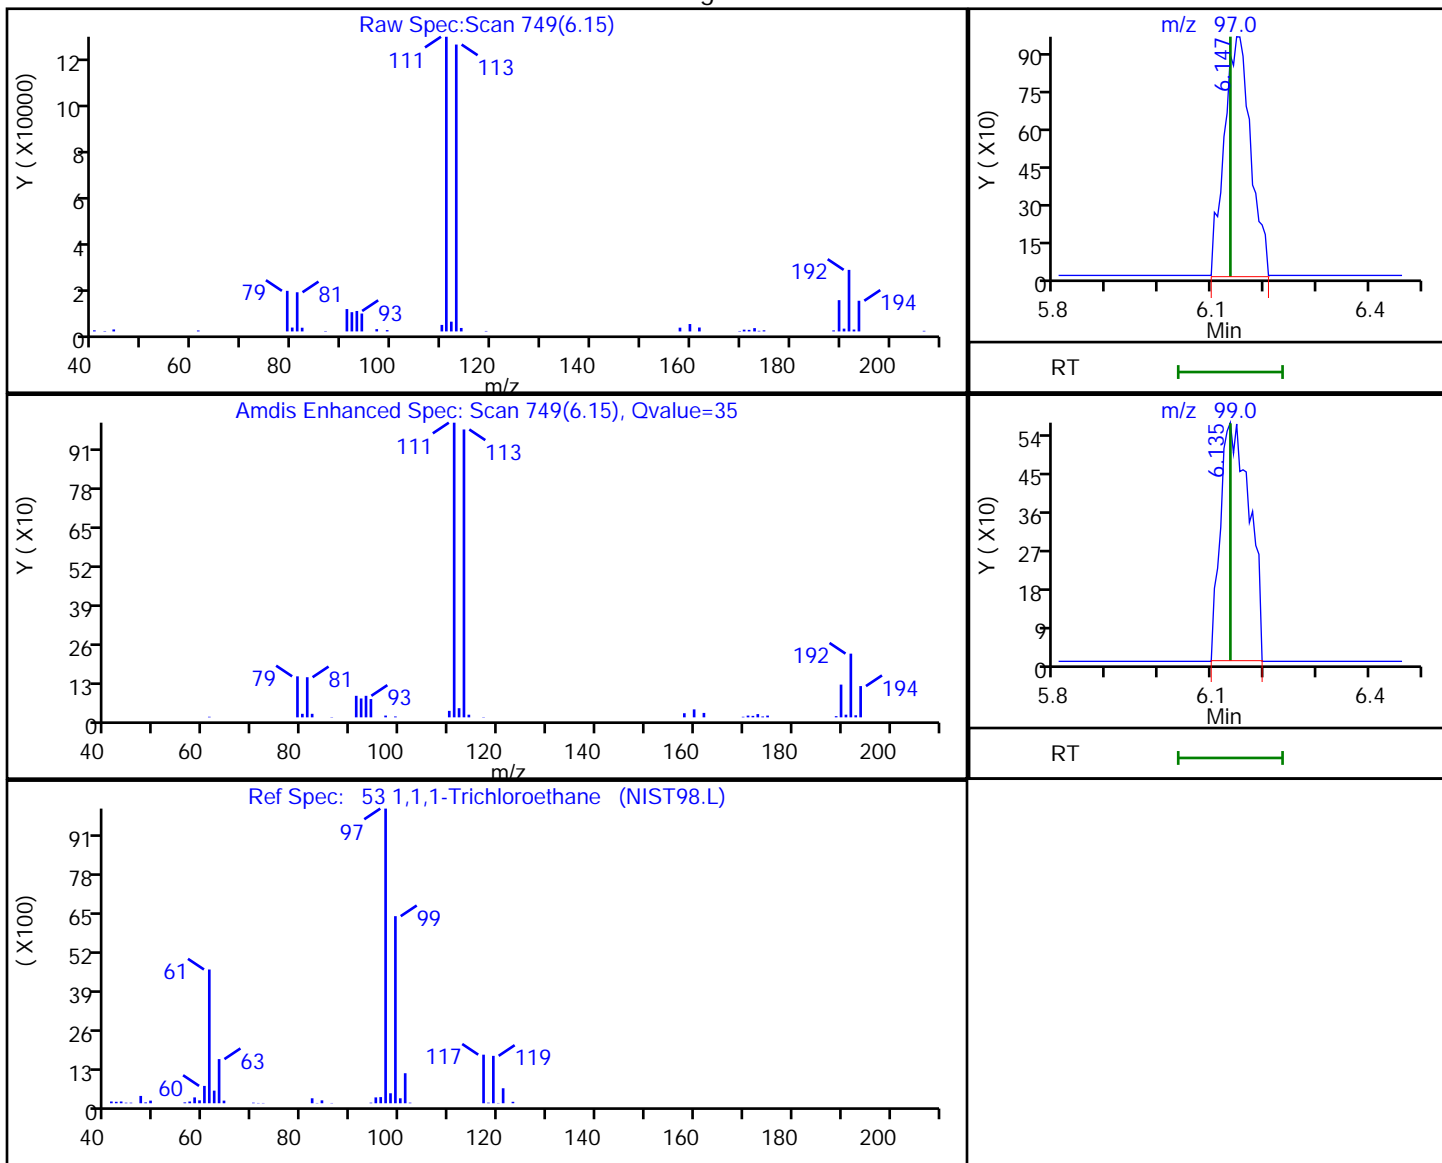 Raw Spec:Scan 749(6.15)
Y ( X10000)
12
10
8
6
4
2
0
111
113
79
81
93
192
194
40 60 80 100 120 140 160 180 200
m/z
m/z 97.0
Y ( X10)
90
75
60
45
30
15
0
6.147
5.8 6.1 6.4
Min
RT
Amdis Enhanced Spec: Scan 749(6.15), Qvalue=35
Y ( X10)
91
78
65
52
39
26
13
0
111
113
79
81
93
192
194
40 60 80 100 120 140 160 180 200
m/z
m/z 99.0
Y ( X10)
54
45
36
27
18
9
0
6.135
5.8 6.1 6.4
Min
RT
Ref Spec: 53 1,1,1-Trichloroethane (NIST98.L)
( X100)
91
78
65
52
39
26
13
0
97
99
61
63
60
117
119
40 60 80 100 120 140 160 180 200